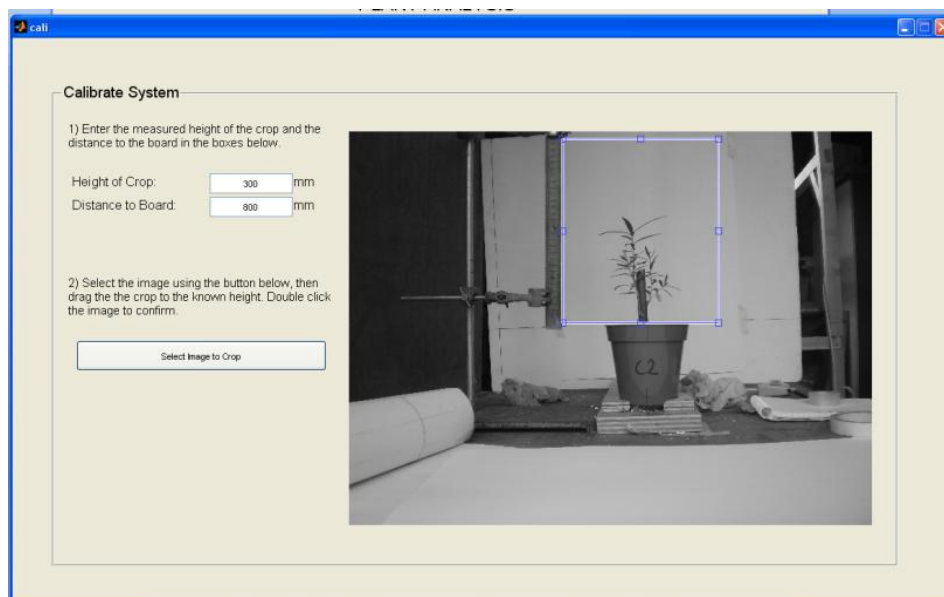 PLANT ANALYSIS
cali
Calibrate System
1) Enter the measured height of the crop and the
distance to the board in the boxes below.
Height of Crop: 300 mm
Distance to Board: 800 mm
2) Select the image using the button below, then
drag the the crop to the known height. Double click
the image to confirm.
Select Image to Crop
C2